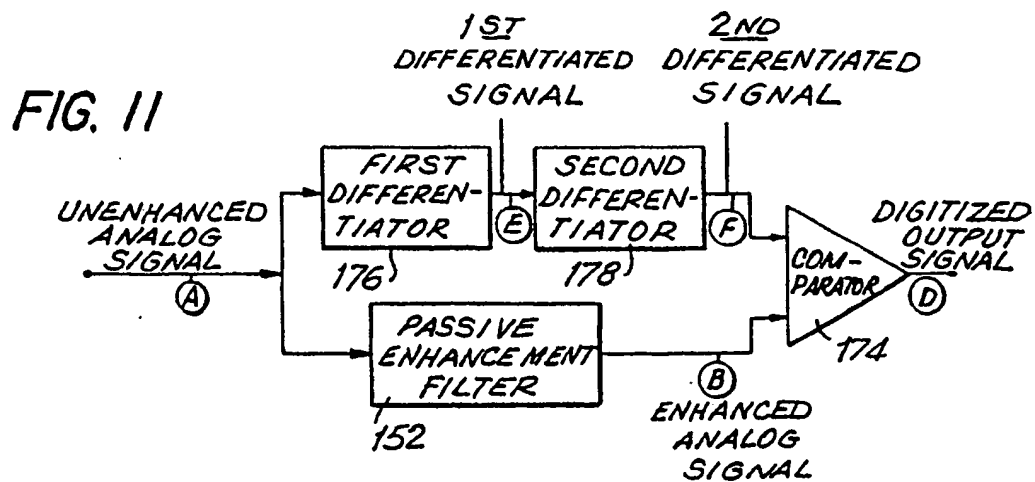 FIG. 11
1ST
DIFFERENTIATED
SIGNAL
2ND
DIFFERENTIATED
SIGNAL
UNENHANCED
ANALOG
SIGNAL
A
FIRST
DIFFEREN-
TIATOR
176
E
SECOND
DIFFEREN-
TIATOR
178
F
COM-
PARATOR
174
DIGITIZED
OUTPUT
SIGNAL
D
PASSIVE
ENHANCEMENT
FILTER
152
B
ENHANCED
ANALOG
SIGNAL